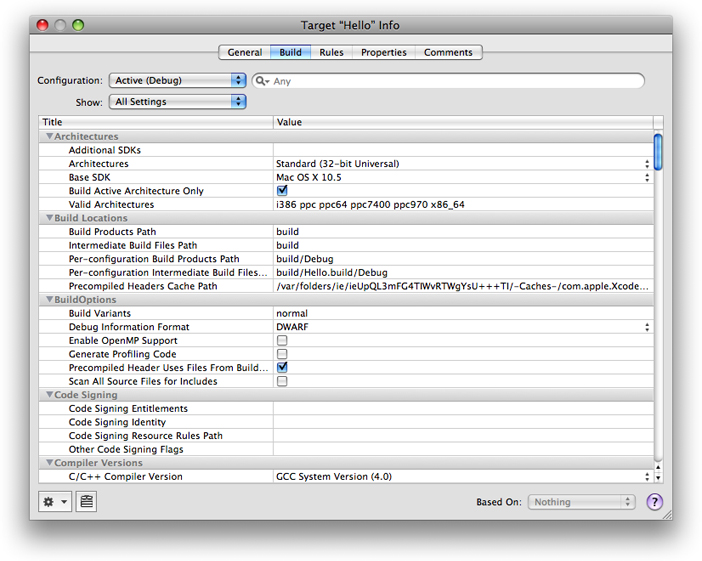 Target “Hello” Info
General Build Rules Properties Comments
Configuration: Active (Debug) Any
Show: All Settings
Title Value
Architectures
Additional SDKs
Architectures Standard (32-bit Universal)
Base SDK Mac OS X 10.5
Build Active Architecture Only
Valid Architectures i386 ppc ppc64 ppc7400 ppc970 x86_64
Build Locations
Build Products Path build
Intermediate Build Files Path build
Per-configuration Build Products Path build/Debug
Per-configuration Intermediate Build Files... build/Hello.build/Debug
Precompiled Headers Cache Path /var/folders/ie/ieUpQL3mFG4TIWvRTWgYsU+++TI/-Caches-/com.apple.Xcode...
BuildOptions
Build Variants normal
Debug Information Format DWARF
Enable OpenMP Support
Generate Profiling Code
Precompiled Header Uses Files From Build...
Scan All Source Files for Includes
Code Signing
Code Signing Entitlements
Code Signing Identity
Code Signing Resource Rules Path
Other Code Signing Flags
Compiler Versions
C/C++ Compiler Version GCC System Version (4.0)
Based On: Nothing ?